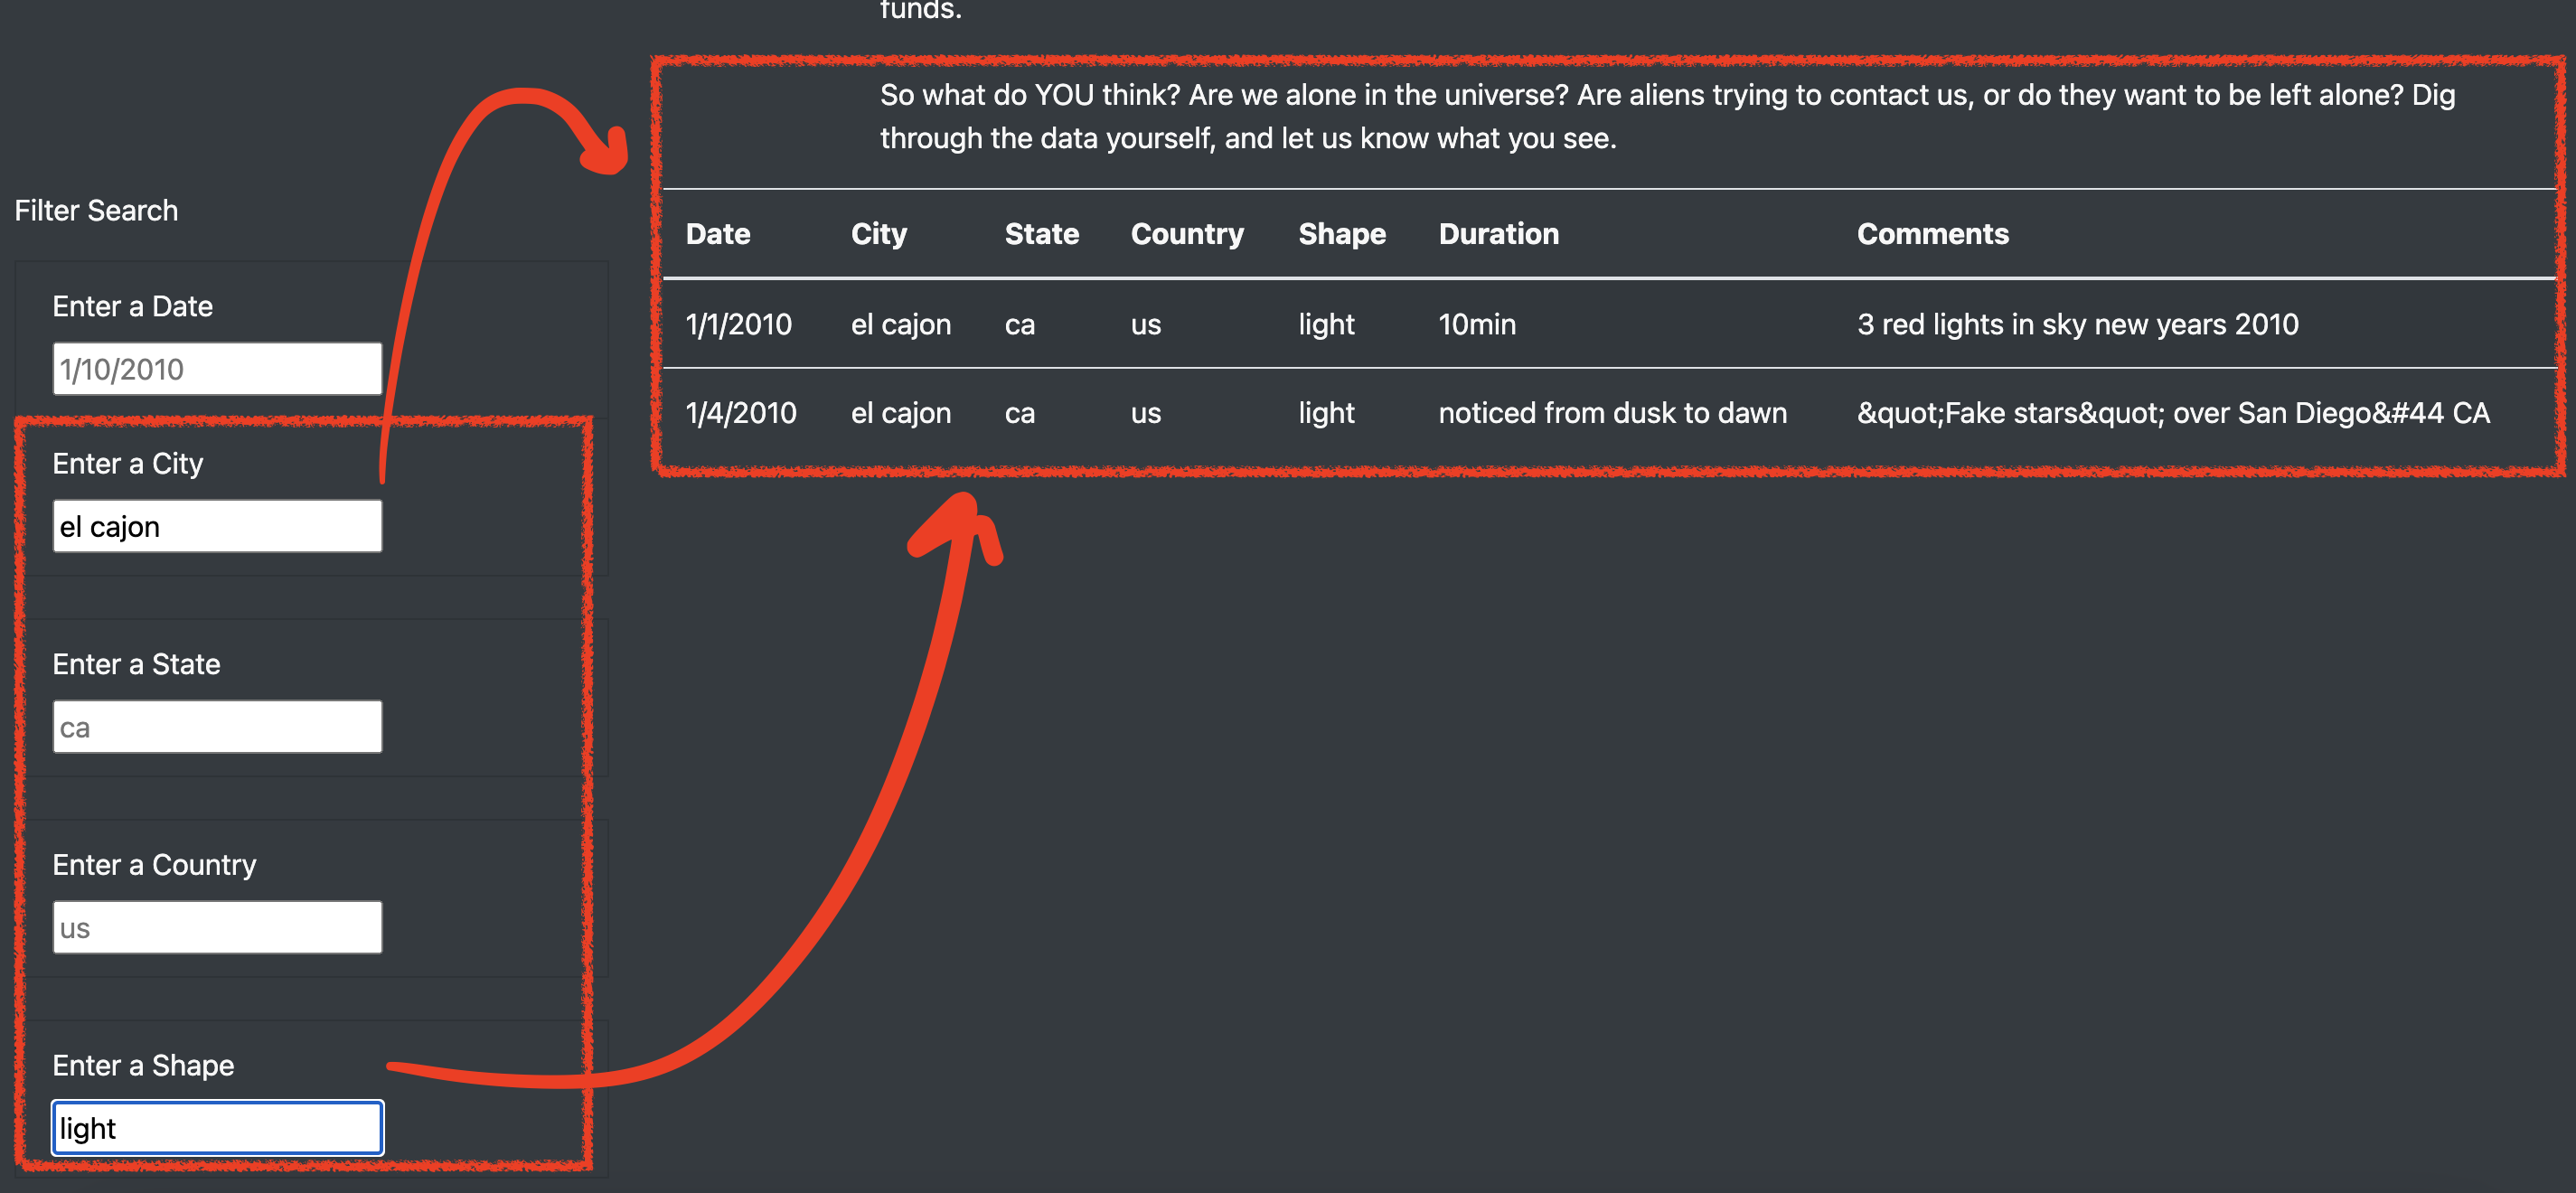 funds.
So what do YOU think? Are we alone in the universe? Are aliens trying to contact us, or do they want to be left alone? Dig
through the data yourself, and let us know what you see.
Filter Search
Enter a Date
1/10/2010
Enter a City
el cajon
Enter a State
ca
Enter a Country
us
Enter a Shape
light
Date City State Country Shape Duration Comments
1/1/2010 el cajon ca us light 10min 3 red lights in sky new years 2010
1/4/2010 el cajon ca us light noticed from dusk to dawn &quot;Fake stars&quot; over San Diego&#44 CA